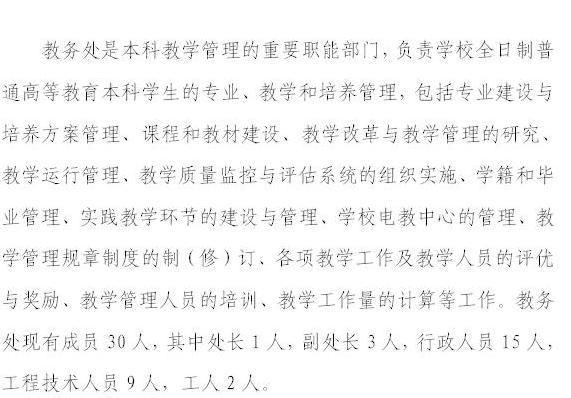 教务处是本科教学管理的重要职能部门，负责学校全日制普
通高等教育本科学生的专业、教学和培养管理，包括专业建设与
培养方案管理、课程和教材建设、教学改革与教学管理的研究、
教学运行管理、教学质量监控与评估系统的组织实施、学籍和毕
业管理、实践教学环节的建设与管理、学校电教中心的管理、教
学管理规章制度的制（修）订、各项教学工作及教学人员的评优
与奖励、教学管理人员的培训、教学工作量的计算等工作。教务
处现有成员 30 人，其中处长 1 人，副处长 3 人，行政人员 15 人，
工程技术人员 9 人，工人 2 人。